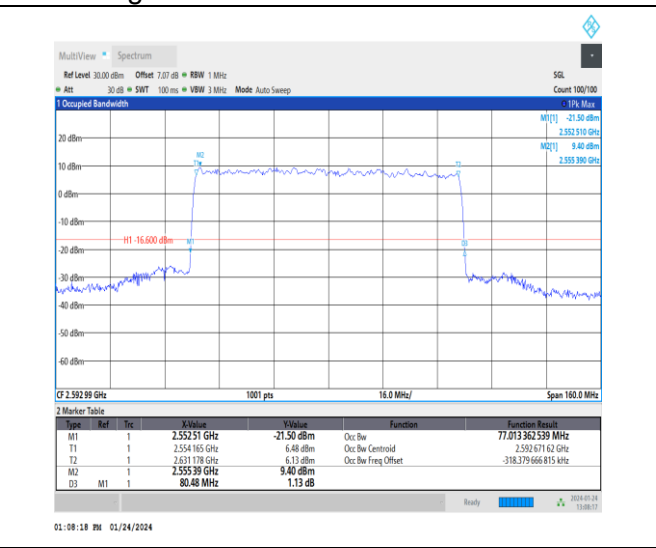 MultiView Spectrum
Ref Level 30.00 dBm Offset 7.07 dB RBW 1 MHz SGL
Att 30 dB SWT 100 ms VBW 3 MHz Mode Auto Sweep Count 100/100
1 Occupied Bandwidth 1Pk Max
M1[1] -21.50 dBm
2.552 510 GHz
20 dBm
M2[1] 9.40 dBm
2.555 390 GHz
M2
T1 T2
10 dBm
0 dBm
-10 dBm
H1 -16.600 dBm M1 D3
-20 dBm
-30 dBm
-40 dBm
-50 dBm
-60 dBm
CF 2.592 99 GHz 1001 pts 16.0 MHz/ Span 160.0 MHz
2 Marker Table
Type Ref Trc X-Value Y-Value Function Function Result
M1 1 2.552 51 GHz -21.50 dBm Occ Bw 77.013 362 539 MHz
T1 1 2.554 165 GHz 6.48 dBm Occ Bw Centroid 2.592 671 62 GHz
T2 1 2.631 178 GHz 6.13 dBm Occ Bw Freq Offset -318.379 666 815 kHz
M2 1 2.555 39 GHz 9.40 dBm
D3 M1 1 80.48 MHz 1.13 dB
Ready 2024-01-24
13:08:17
01:08:18 PM 01/24/2024